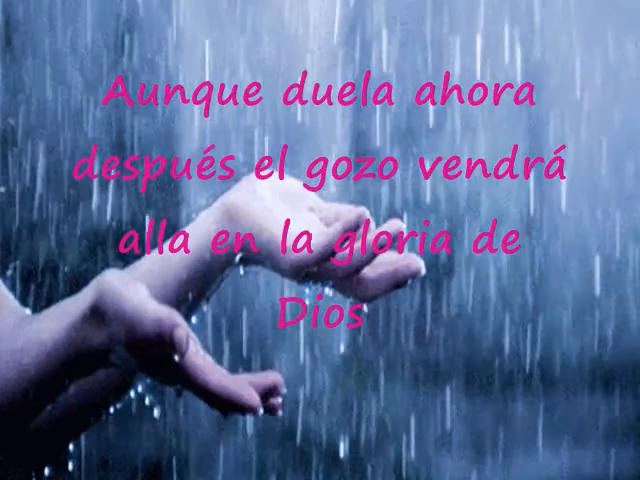 Aunque duela ahora
después el gozo vendrá
alla en la gloria de
Dios